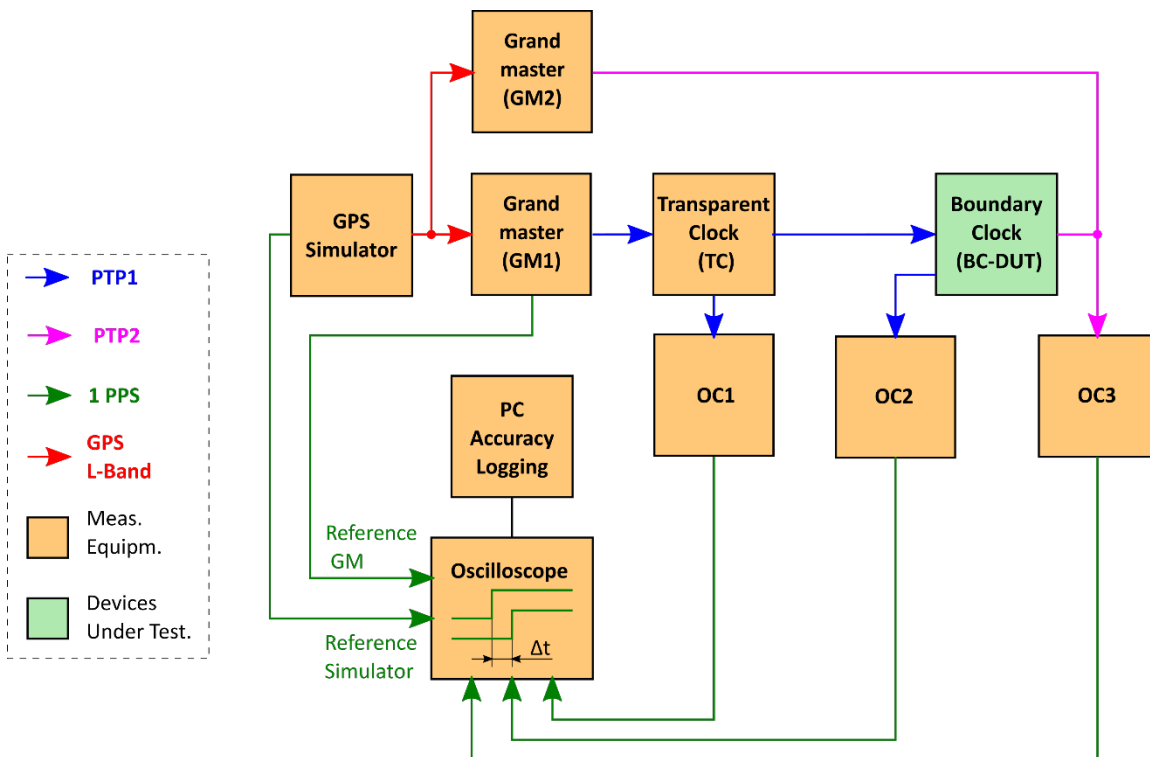 Grand
master
(GM2)
GPS
Simulator
Grand
master
(GM1)
Transparent
Clock
(TC)
Boundary
Clock
(BC-DUT)
PTP1
PTP2
1 PPS
GPS
L-Band
Meas.
Equipm.
Devices
Under Test.
OC1
OC2
OC3
PC
Accuracy
Logging
Reference
GM
Oscilloscope
Δt
Reference
Simulator